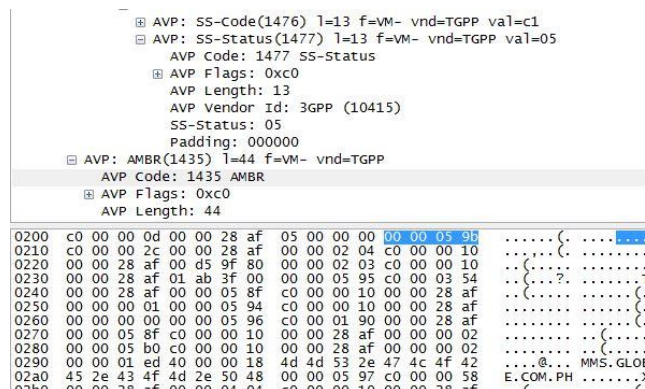 AVP: SS-Code(1476) l=13 f=VM- vnd=TGPP val=c1
AVP: SS-Status(1477) l=13 f=VM- vnd=TGPP val=05
AVP Code: 1477 SS-Status
AVP Flags: 0xc0
AVP Length: 13
AVP Vendor Id: 3GPP (10415)
SS-Status: 05
Padding: 000000
AVP: AMBR(1435) l=44 f=VM- vnd=TGPP
AVP Code: 1435 AMBR
AVP Flags: 0xc0
AVP Length: 44
0200 c0 00 00 0d 00 00 28 af 05 00 00 00 00 00 05 9b ......(. ........
0210 c0 00 00 2c 00 00 28 af 00 00 02 04 c0 00 00 10 ...,..(. ........
0220 00 00 28 af 00 d5 9f 80 00 00 02 03 c0 00 00 10 ..(..... ........
0230 00 00 28 af 01 ab 3f 00 00 00 05 95 c0 00 03 54 ..(...?. .......
0240 00 00 28 af 00 00 05 8f c0 00 00 10 00 00 28 af ..(..... ......(.
0250 00 00 00 01 00 00 05 94 c0 00 00 10 00 00 28 af ........ ......(.
0260 00 00 00 00 00 00 05 96 c0 00 01 90 00 00 28 af ........ ......(.
0270 00 00 05 8f c0 00 00 10 00 00 28 af 00 00 00 02 ........ ..(.....
0280 00 00 05 b0 c0 00 00 10 00 00 28 af 00 00 00 02 ........ ..(.....
0290 00 00 01 ed 40 00 00 18 4d 4d 53 2e 47 4c 4f 42 ....@... MMS.GLOB
02a0 45 2e 43 4f 4d 2e 50 48 00 00 05 97 c0 00 00 58 E.COM.PH .......X